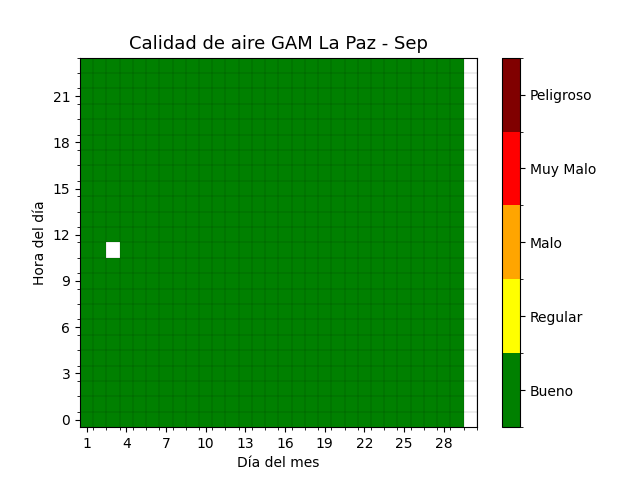 Calidad de aire GAM La Paz - Sep
Hora del día
21
18
15
12
9
6
3
0
1 4 7 10 13 16 19 22 25 28
Día del mes
Peligroso
Muy Malo
Malo
Regular
Bueno